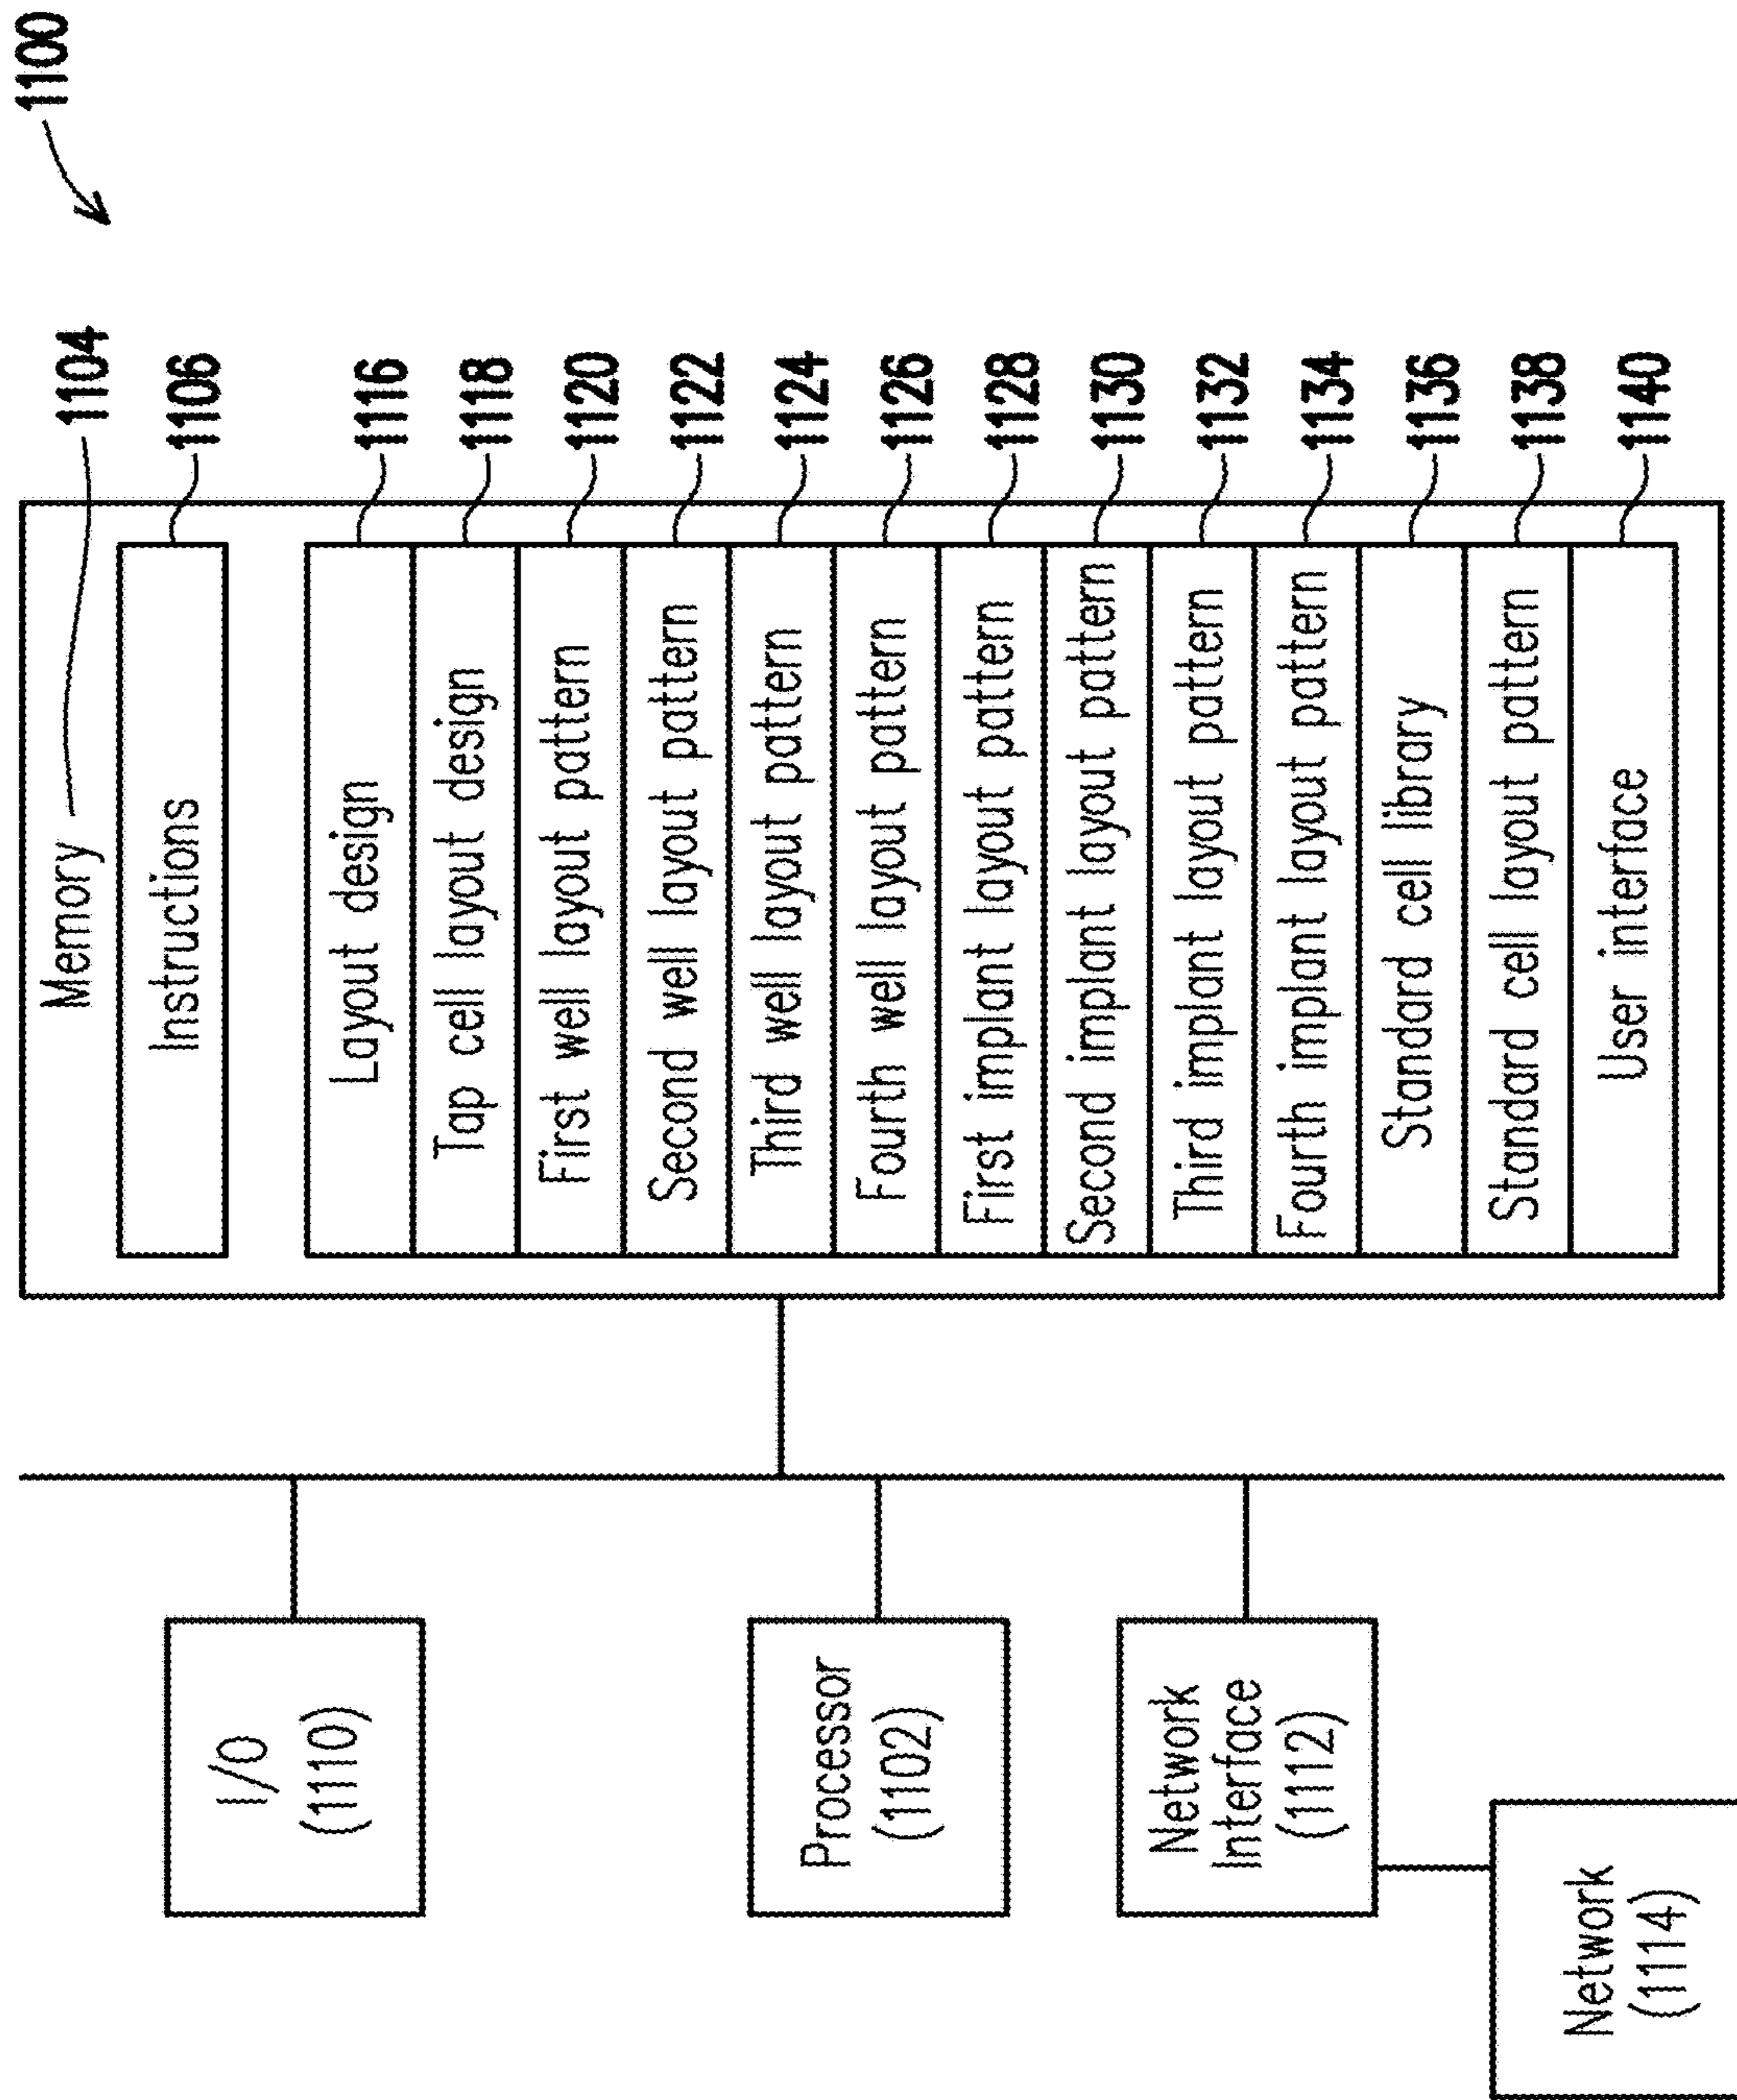 1100
Memory
1104
Instructions
1106
Layout design
1116
Tap cell layout design
1118
First well layout pattern
1120
Second well layout pattern
1122
Third well layout pattern
1124
Fourth well layout pattern
1126
First implant layout pattern
1128
Second implant layout pattern
1130
Third implant layout pattern
1132
Fourth implant layout pattern
1134
Standard cell library
1136
Standard cell layout pattern
1138
User interface
1140
I/O
(1110)
Processor
(1102)
Network
Interface
(1112)
Network
(1114)